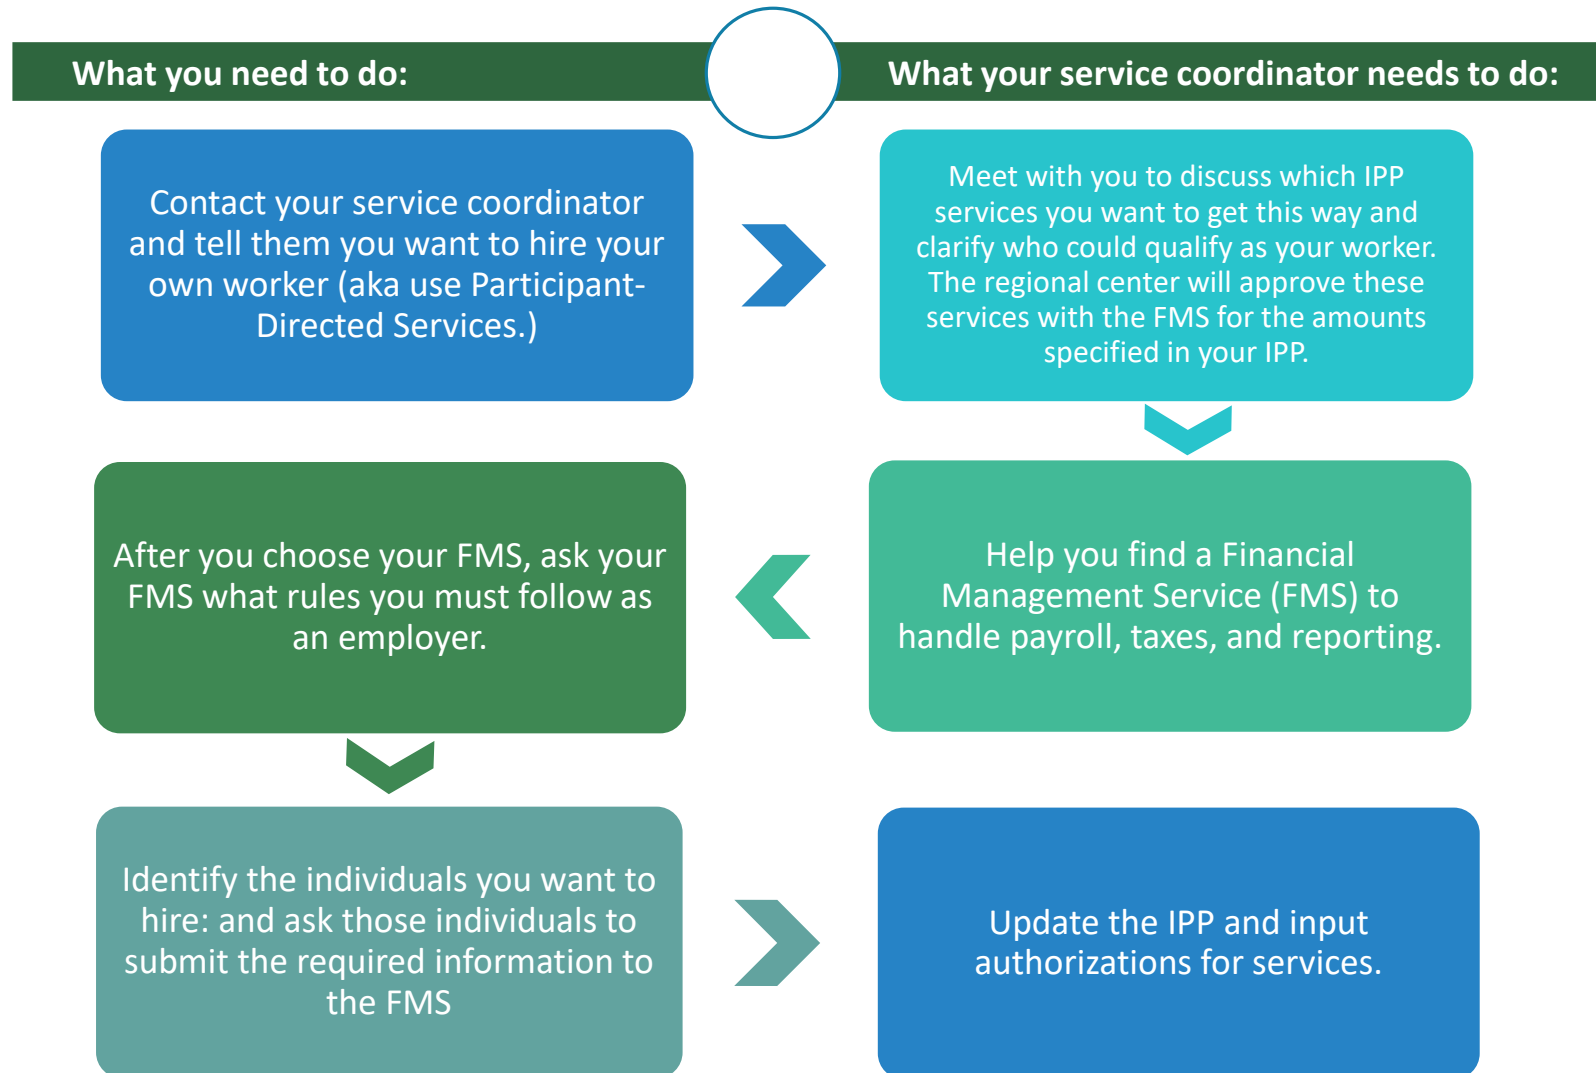 What you need to do:
What your service coordinator needs to do:
Contact your service coordinator
and tell them you want to hire your
own worker (aka use Participant-
Directed Services.)
Meet with you to discuss which IPP
services you want to get this way and
clarify who could qualify as your worker.
The regional center will approve these
services with the FMS for the amounts
specified in your IPP.
Help you find a Financial
Management Service (FMS) to
handle payroll, taxes, and reporting.
After you choose your FMS, ask your
FMS what rules you must follow as
an employer.
Identify the individuals you want to
hire: and ask those individuals to
submit the required information to
the FMS
Update the IPP and input
authorizations for services.